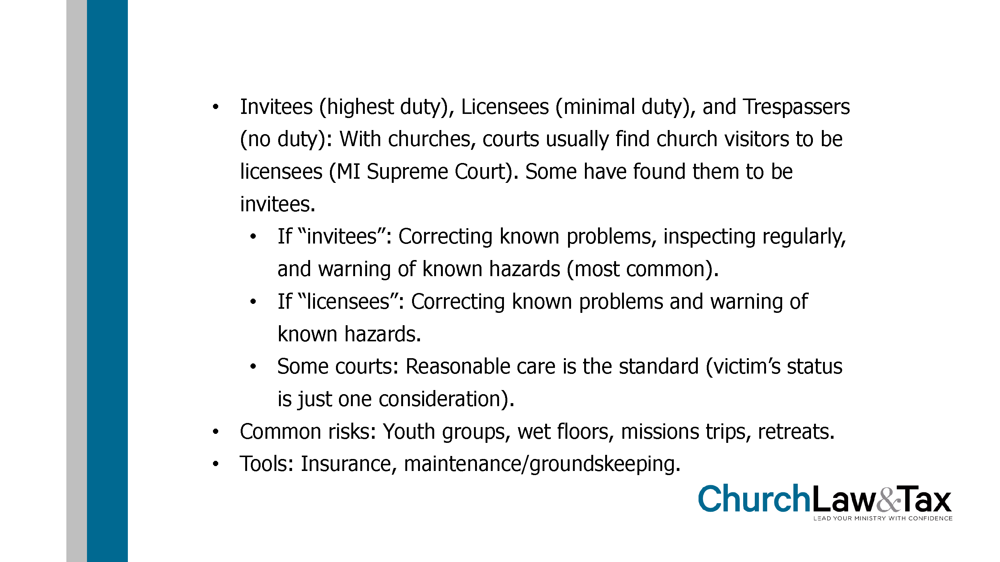 • Invitees (highest duty), Licensees (minimal duty), and Trespassers
(no duty): With churches, courts usually find church visitors to be
licensees (MI Supreme Court). Some have found them to be
invitees.
• If “invitees”: Correcting known problems, inspecting regularly,
and warning of known hazards (most common).
• If “licensees”: Correcting known problems and warning of
known hazards.
• Some courts: Reasonable care is the standard (victim’s status
is just one consideration).
• Common risks: Youth groups, wet floors, missions trips, retreats.
• Tools: Insurance, maintenance/groundskeeping.
ChurchLaw&Tax
LEAD YOUR MINISTRY WITH CONFIDENCE